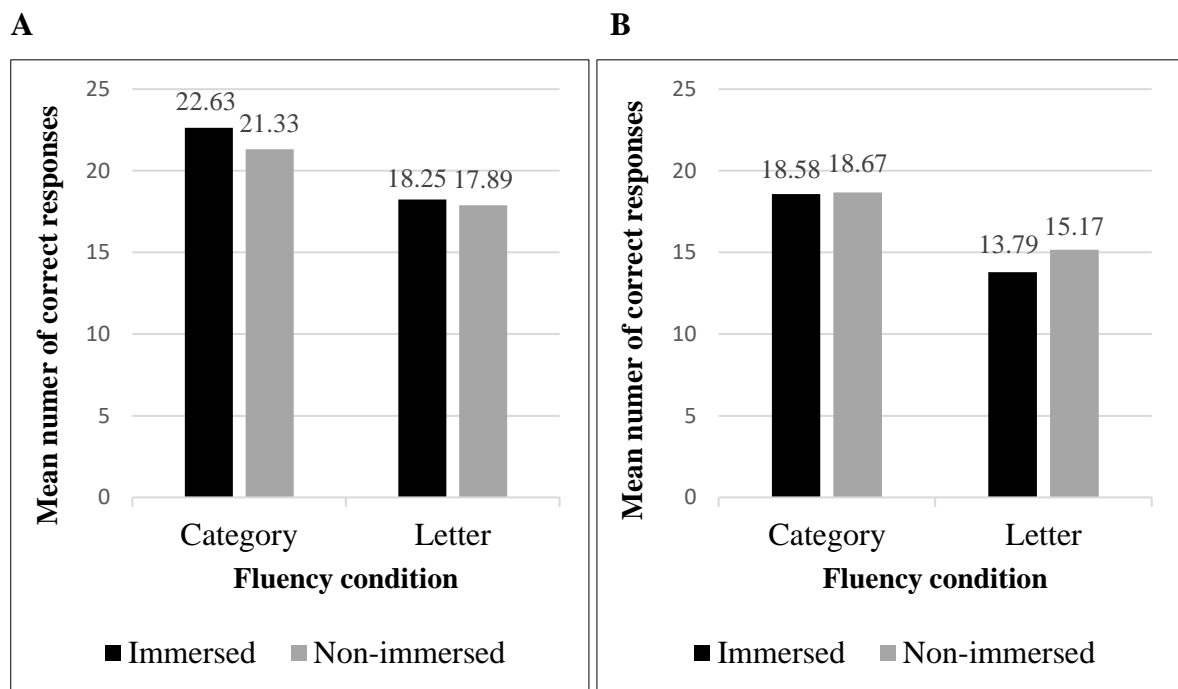 A
Mean numer of correct responses
25
20
15
10
5
0
22.63
21.33
18.25
17.89
Category
Letter
Fluency condition
Immersed
Non-immersed
B
Mean numer of correct responses
25
20
15
10
5
0
18.58
18.67
13.79
15.17
Category
Letter
Fluency condition
Immersed
Non-immersed